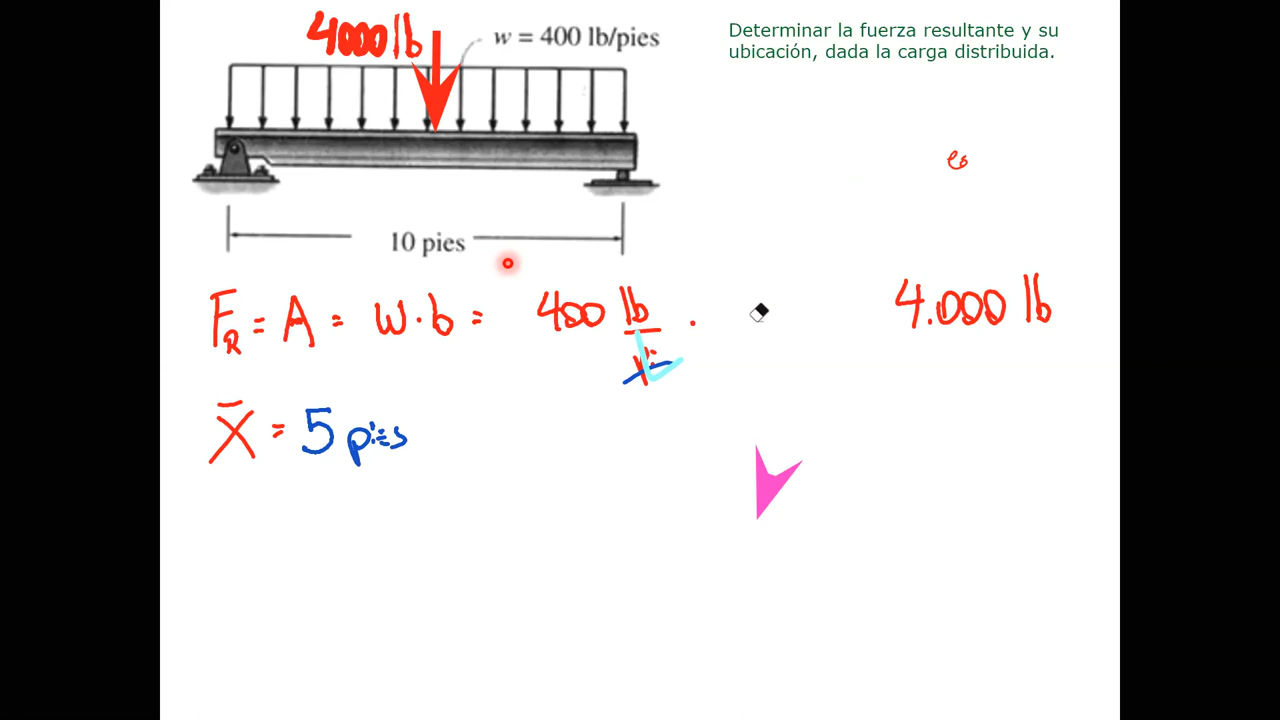 4000 lb
w = 400 lb/pies
Determinar la fuerza resultante y su
ubicación, dada la carga distribuida.
es
10 pies
F_R = A = w·b = 400 lb/ · 4.000 lb
X̄ = 5 pies